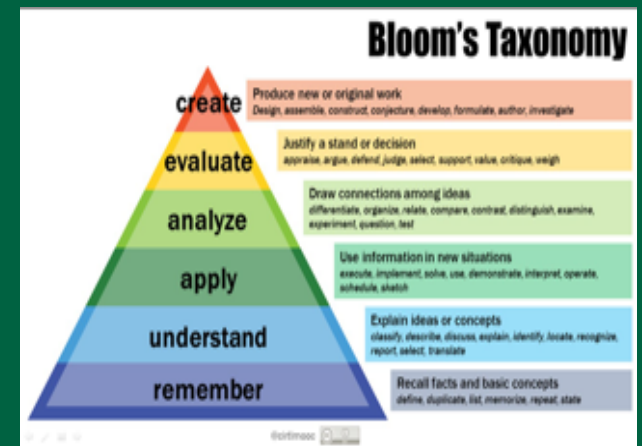 Bloom's Taxonomy
create
Produce new or original work
Design, assemble, construct, conjecture, develop, formulate, author, investigate
evaluate
Justify a stand or decision
appraise, argue, defend, judge, select, support, value, critique, weigh
analyze
Draw connections among ideas
differentiate, organize, relate, compare, contrast, distinguish, examine,
experiment, question, test
apply
Use information in new situations
execute, implement, solve, use, demonstrate, interpret, operate,
schedule, sketch
understand
Explain ideas or concepts
classify, describe, discuss, explain, identify, locate, recognize,
report, select, translate
remember
Recall facts and basic concepts
define, duplicate, list, memorize, repeat, state